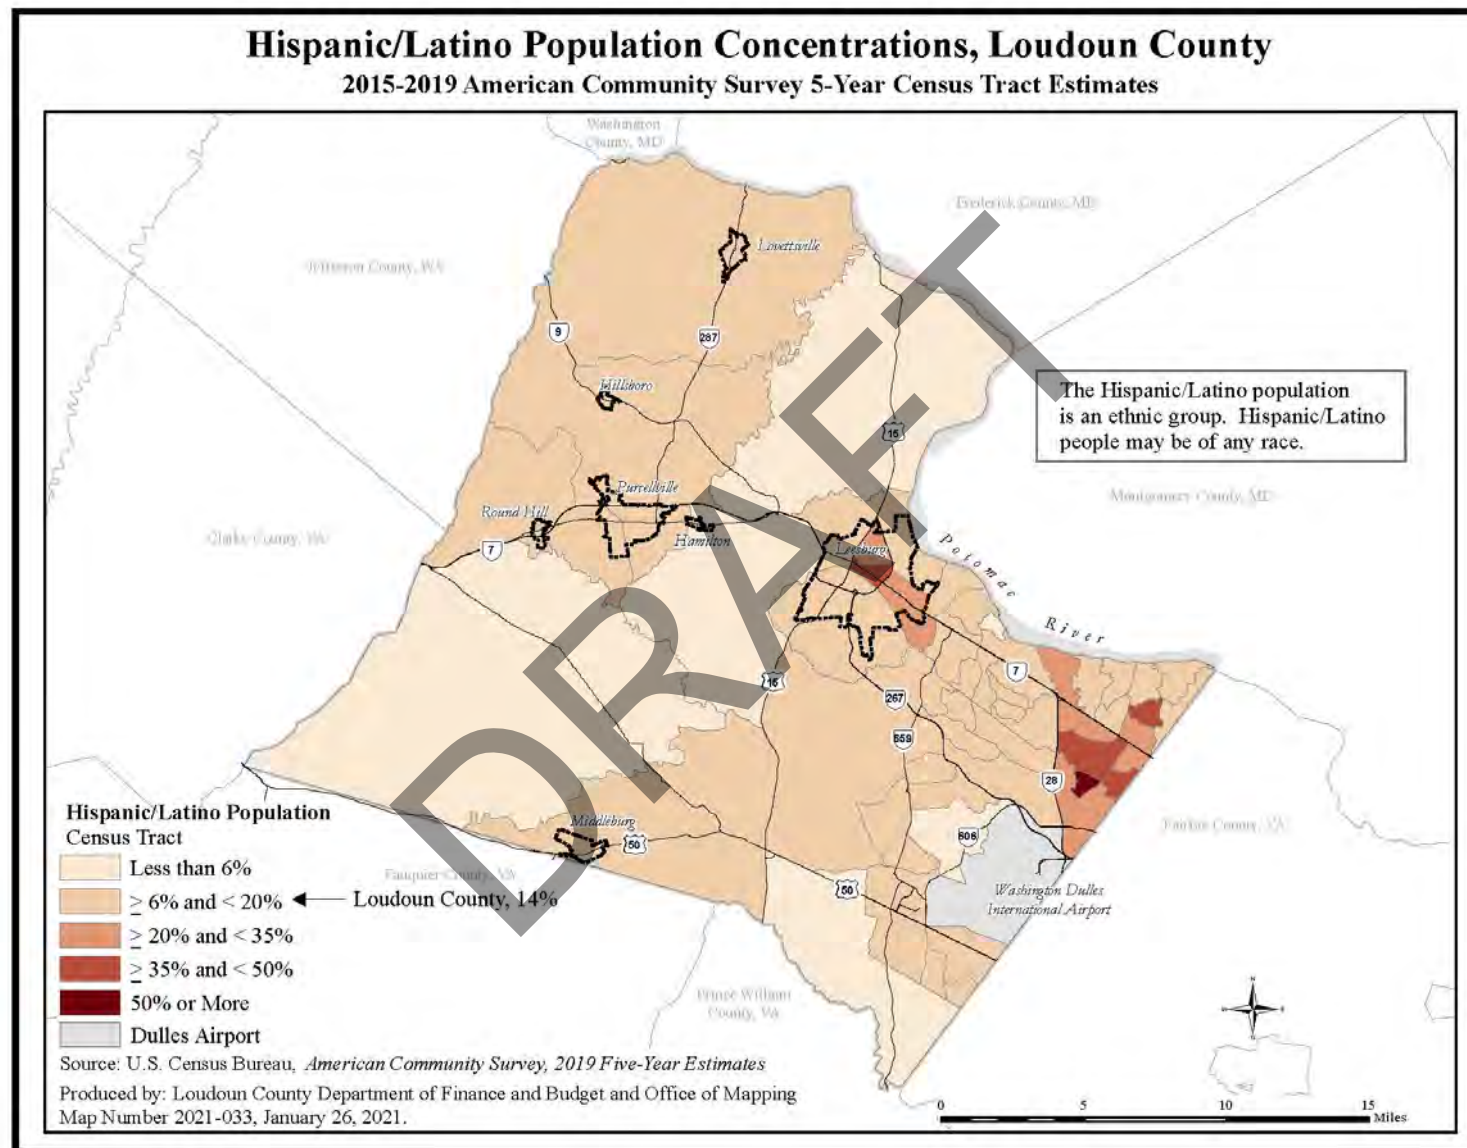 Hispanic/Latino Population Concentrations, Loudoun County
2015-2019 American Community Survey 5-Year Census Tract Estimates
Washington
County, MD
Frederick County, MD
Lovettsville
Jefferson County, WA
9
287
Hillsboro
The Hispanic/Latino population
is an ethnic group. Hispanic/Latino
people may be of any race.
15
Purcellville
Montgomery County, MD
Round Hill
Hamilton
Leesburg
Clarke County, VA
7
Potomac
River
7
15
267
659
28
Hispanic/Latino Population
Census Tract
Less than 6%
≥ 6% and < 20%
Loudoun County, 14%
≥ 20% and < 35%
≥ 35% and < 50%
50% or More
Dulles Airport
Middleburg
50
606
Fairfax County, VA
Fauquier County, VA
50
Washington Dulles
International Airport
Prince William
County, VA
N
DRAFT
Source: U.S. Census Bureau, American Community Survey, 2019 Five-Year Estimates
Produced by: Loudoun County Department of Finance and Budget and Office of Mapping
Map Number 2021-033, January 26, 2021.
0 5 10 15
Miles